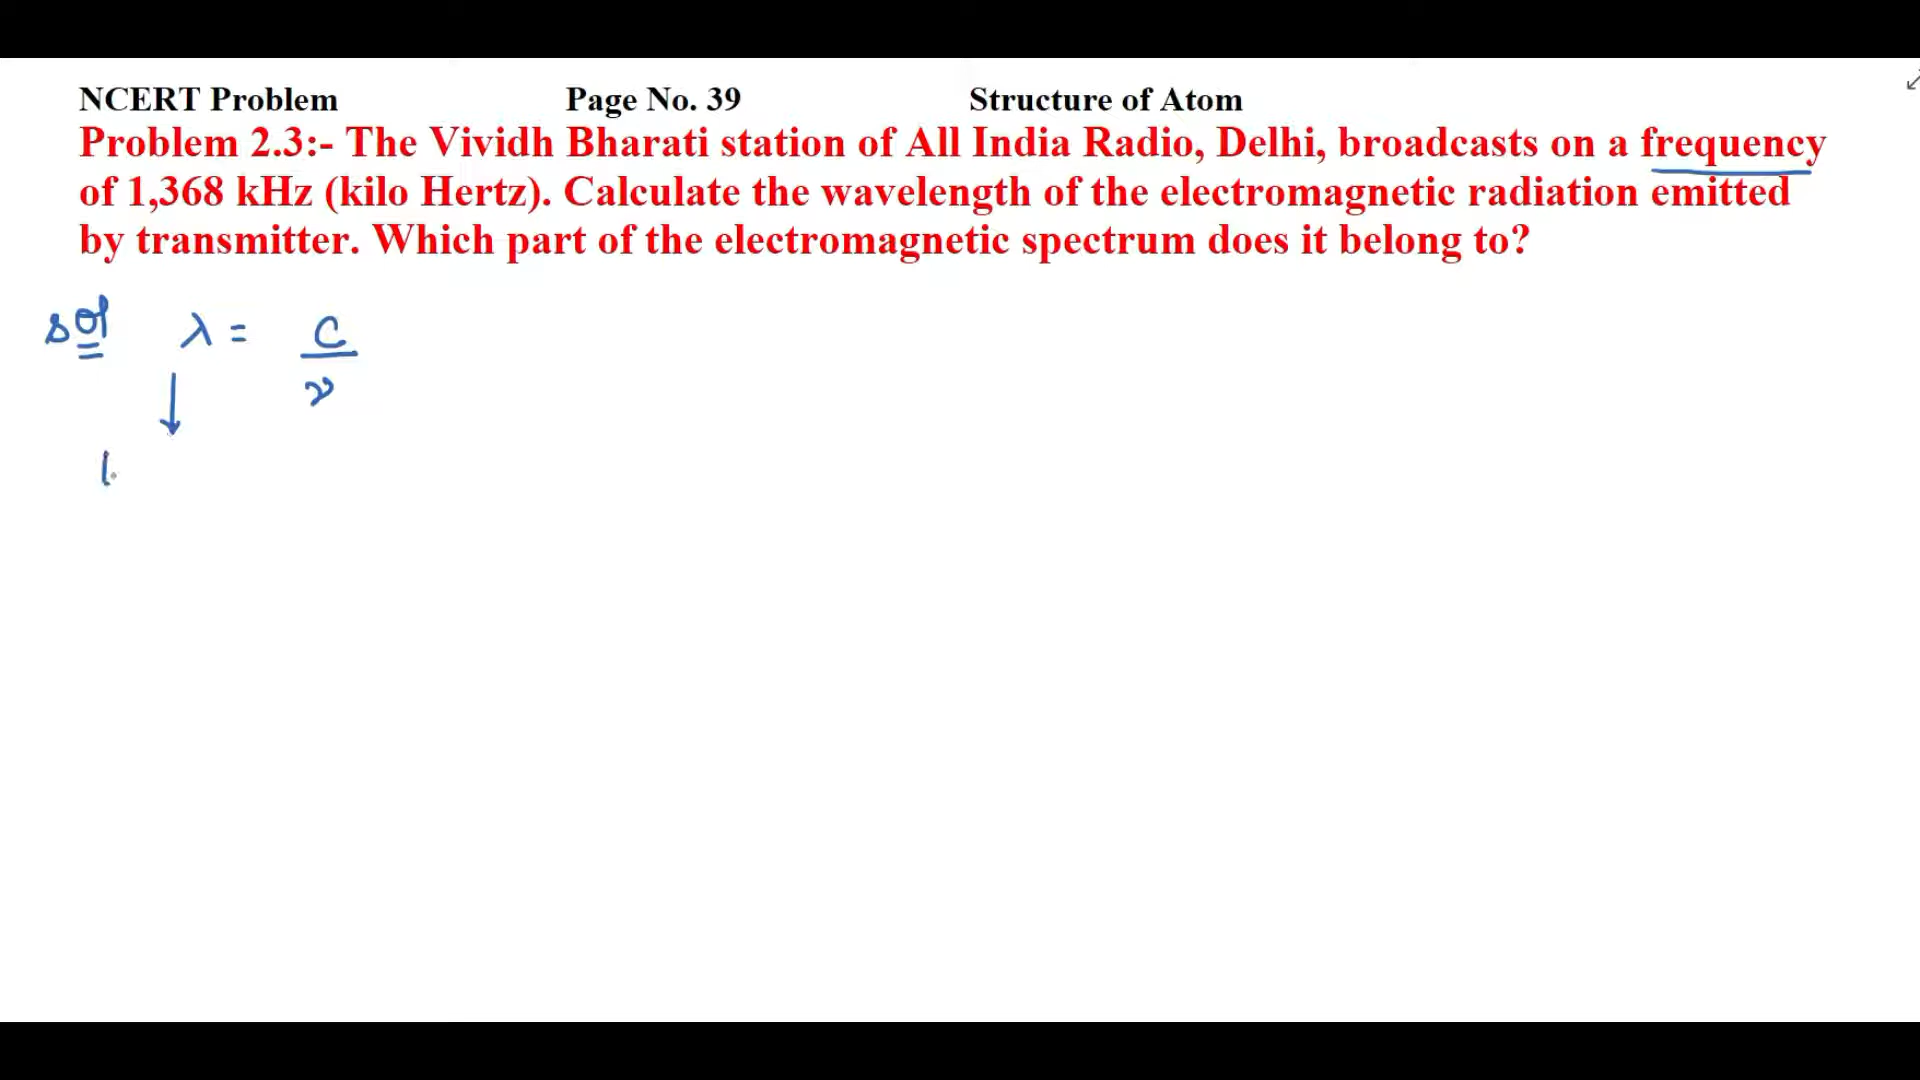 NCERT Problem Page No. 39 Structure of Atom
Problem 2.3:- The Vividh Bharati station of All India Radio, Delhi, broadcasts on a frequency
of 1,368 kHz (kilo Hertz). Calculate the wavelength of the electromagnetic radiation emitted
by transmitter. Which part of the electromagnetic spectrum does it belong to?
Sol λ = c
ν